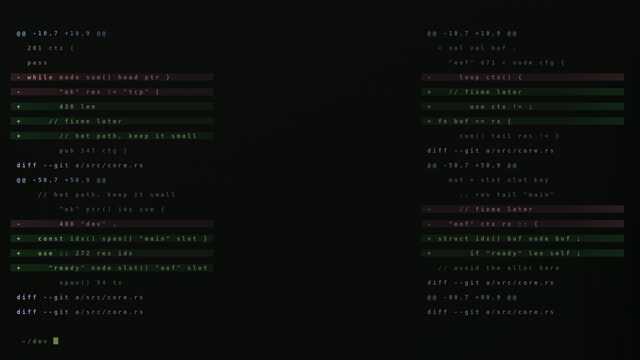 @@ -10,7 +10,9 @@
201 ctx {
pass
- while node sum() head ptr }
- "ok" res != "tcp" {
+ 438 len
+ // fixme later
+ // hot path, keep it small
pub 347 cfg }
diff --git a/src/core.rs
@@ -50,7 +50,9 @@
// hot path, keep it small
"ok" ptr() idx sum {
- 480 "dev" ,
+ const idx() span() "main" slot }
+ use :: 272 res idx
+ "ready" node slot() "eof" slot
span() 94 tx
diff --git a/src/core.rs
diff --git a/src/core.rs
~/dev
@@ -10,7 +10,9 @@
< val val buf ,
"eof" 671 < node cfg {
- loop ctx() {
+ // fixme later
+ use ctx != ;
+ fn buf == rx {
sum() tail res != }
diff --git a/src/core.rs
@@ -50,7 +50,9 @@
mut = slot slot key
:: res tail "main"
- // fixme later
- "eof" ctx rx :: {
+ struct idx() buf node buf ;
+ if "ready" len self ;
// avoid the alloc here
diff --git a/src/core.rs
@@ -90,7 +90,9 @@
diff --git a/src/core.rs